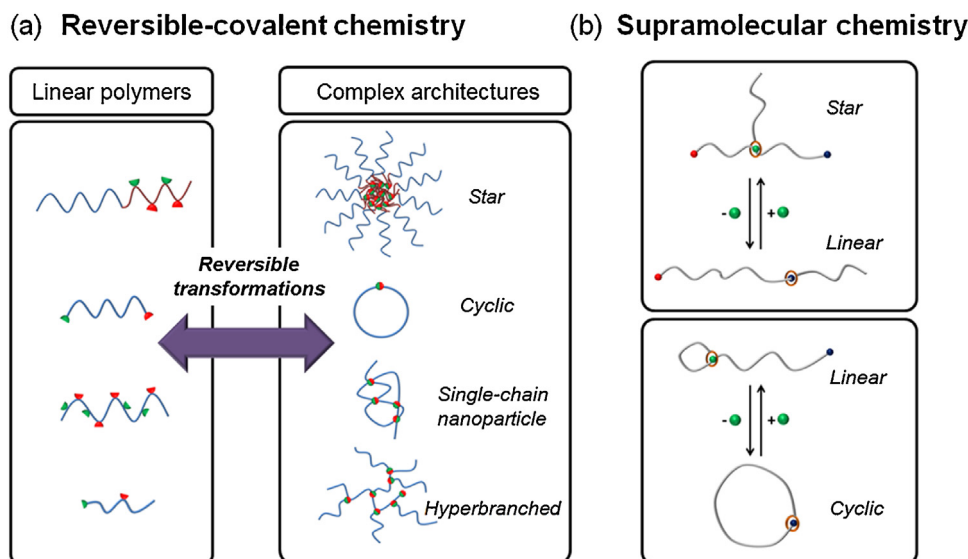 (a) Reversible-covalent chemistry
Linear polymers
Complex architectures
Star
Reversible
transformations
Cyclic
Single-chain
nanoparticle
Hyperbranched
(b) Supramolecular chemistry
Star
- +
Linear
Linear
- +
Cyclic